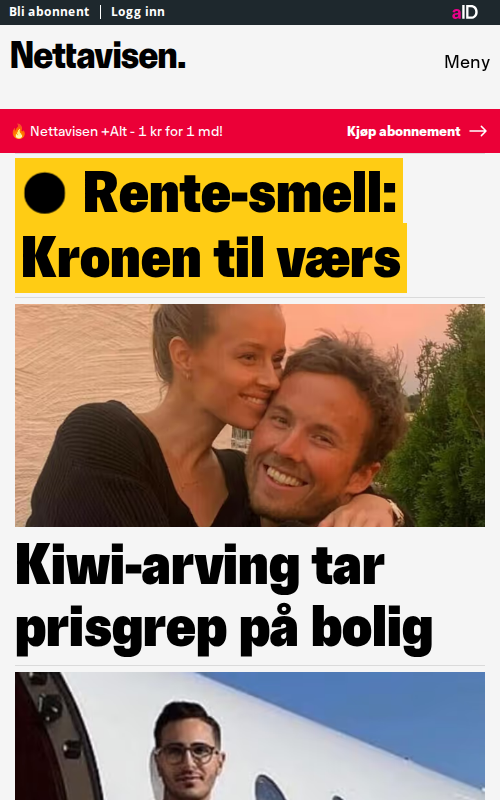 Bli abonnent | Logg inn
aID
Nettavisen.
Meny
🔥 Nettavisen +Alt - 1 kr for 1 md!
Kjøp abonnement →
Rente-smell:
Kronen til værs
Kiwi-arving tar
prisgrep på bolig